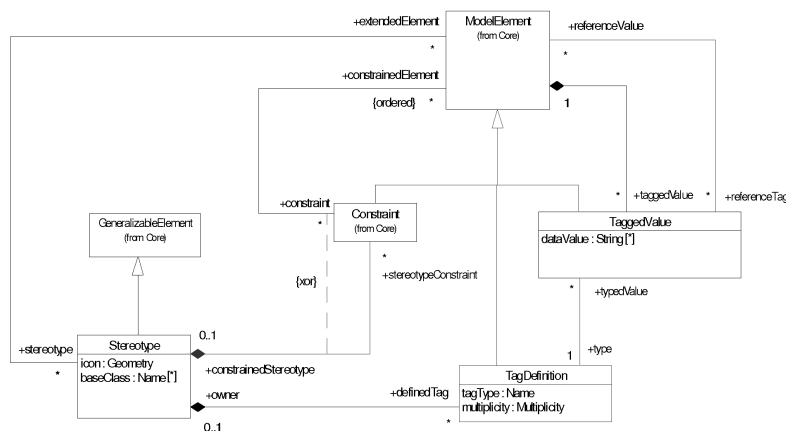 +extendedElement
*
ModelElement
(from Core)
+referenceValue
*
+constrainedElement
{ordered} *
1
+constraint
*
Constraint
(from Core)
*
+taggedValue
*
+referenceTag
GeneralizableElement
(from Core)
TaggedValue
dataValue : String [*]
*
+stereotypeConstraint
{xor}
*
+typedValue
+stereotype
*
Stereotype
icon : Geometry
baseClass : Name [*]
0..1
+constrainedStereotype
1
+type
TagDefinition
tagType : Name
multiplicity : Multiplicity
+owner
0..1
+definedTag
*